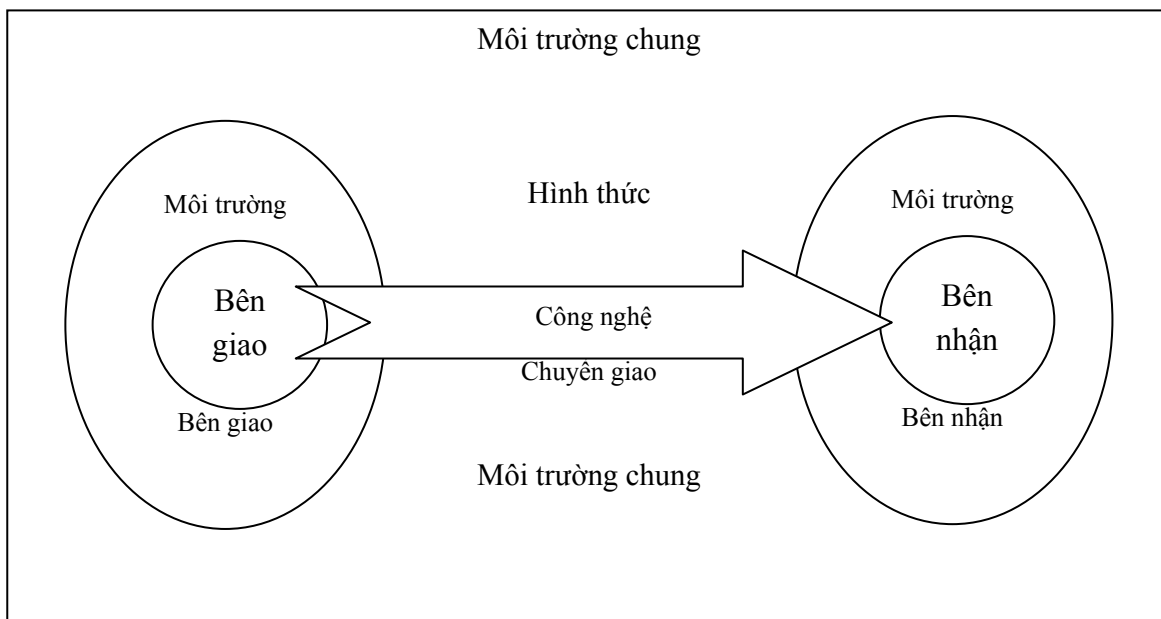 Môi trường chung
Hình thức
Môi trường
Môi trường
Bên
giao
Công nghệ
Bên
nhận
Chuyên giao
Bên giao
Bên nhận
Môi trường chung